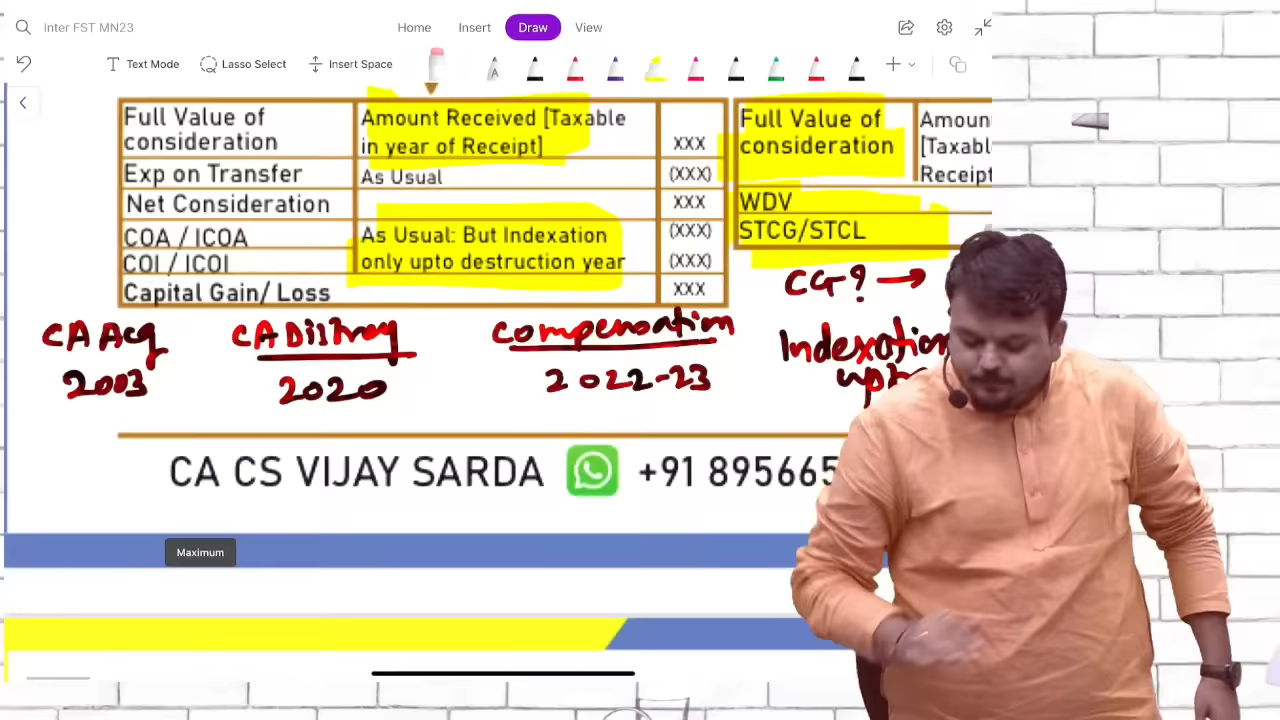 Inter FST MN23
Home
Insert
Draw
View
Text Mode
Lasso Select
Insert Space
A
Full Value of
consideration
Amount Received [Taxable
in year of Receipt]
XXX
Exp on Transfer
As Usual
(XXX)
Net Consideration
XXX
COA / ICOA
COI / ICOI
As Usual: But Indexation
only upto destruction year
(XXX)
(XXX)
Capital Gain/ Loss
XXX
Full Value of
consideration
Amoun
[Taxabl
Receipt
WDV
STCG/STCL
CG? →
CA Acq
2003
CA Distroy
2020
Compensation
2022-23
Indexation
upto
CA CS VIJAY SARDA
+91 895665
Maximum